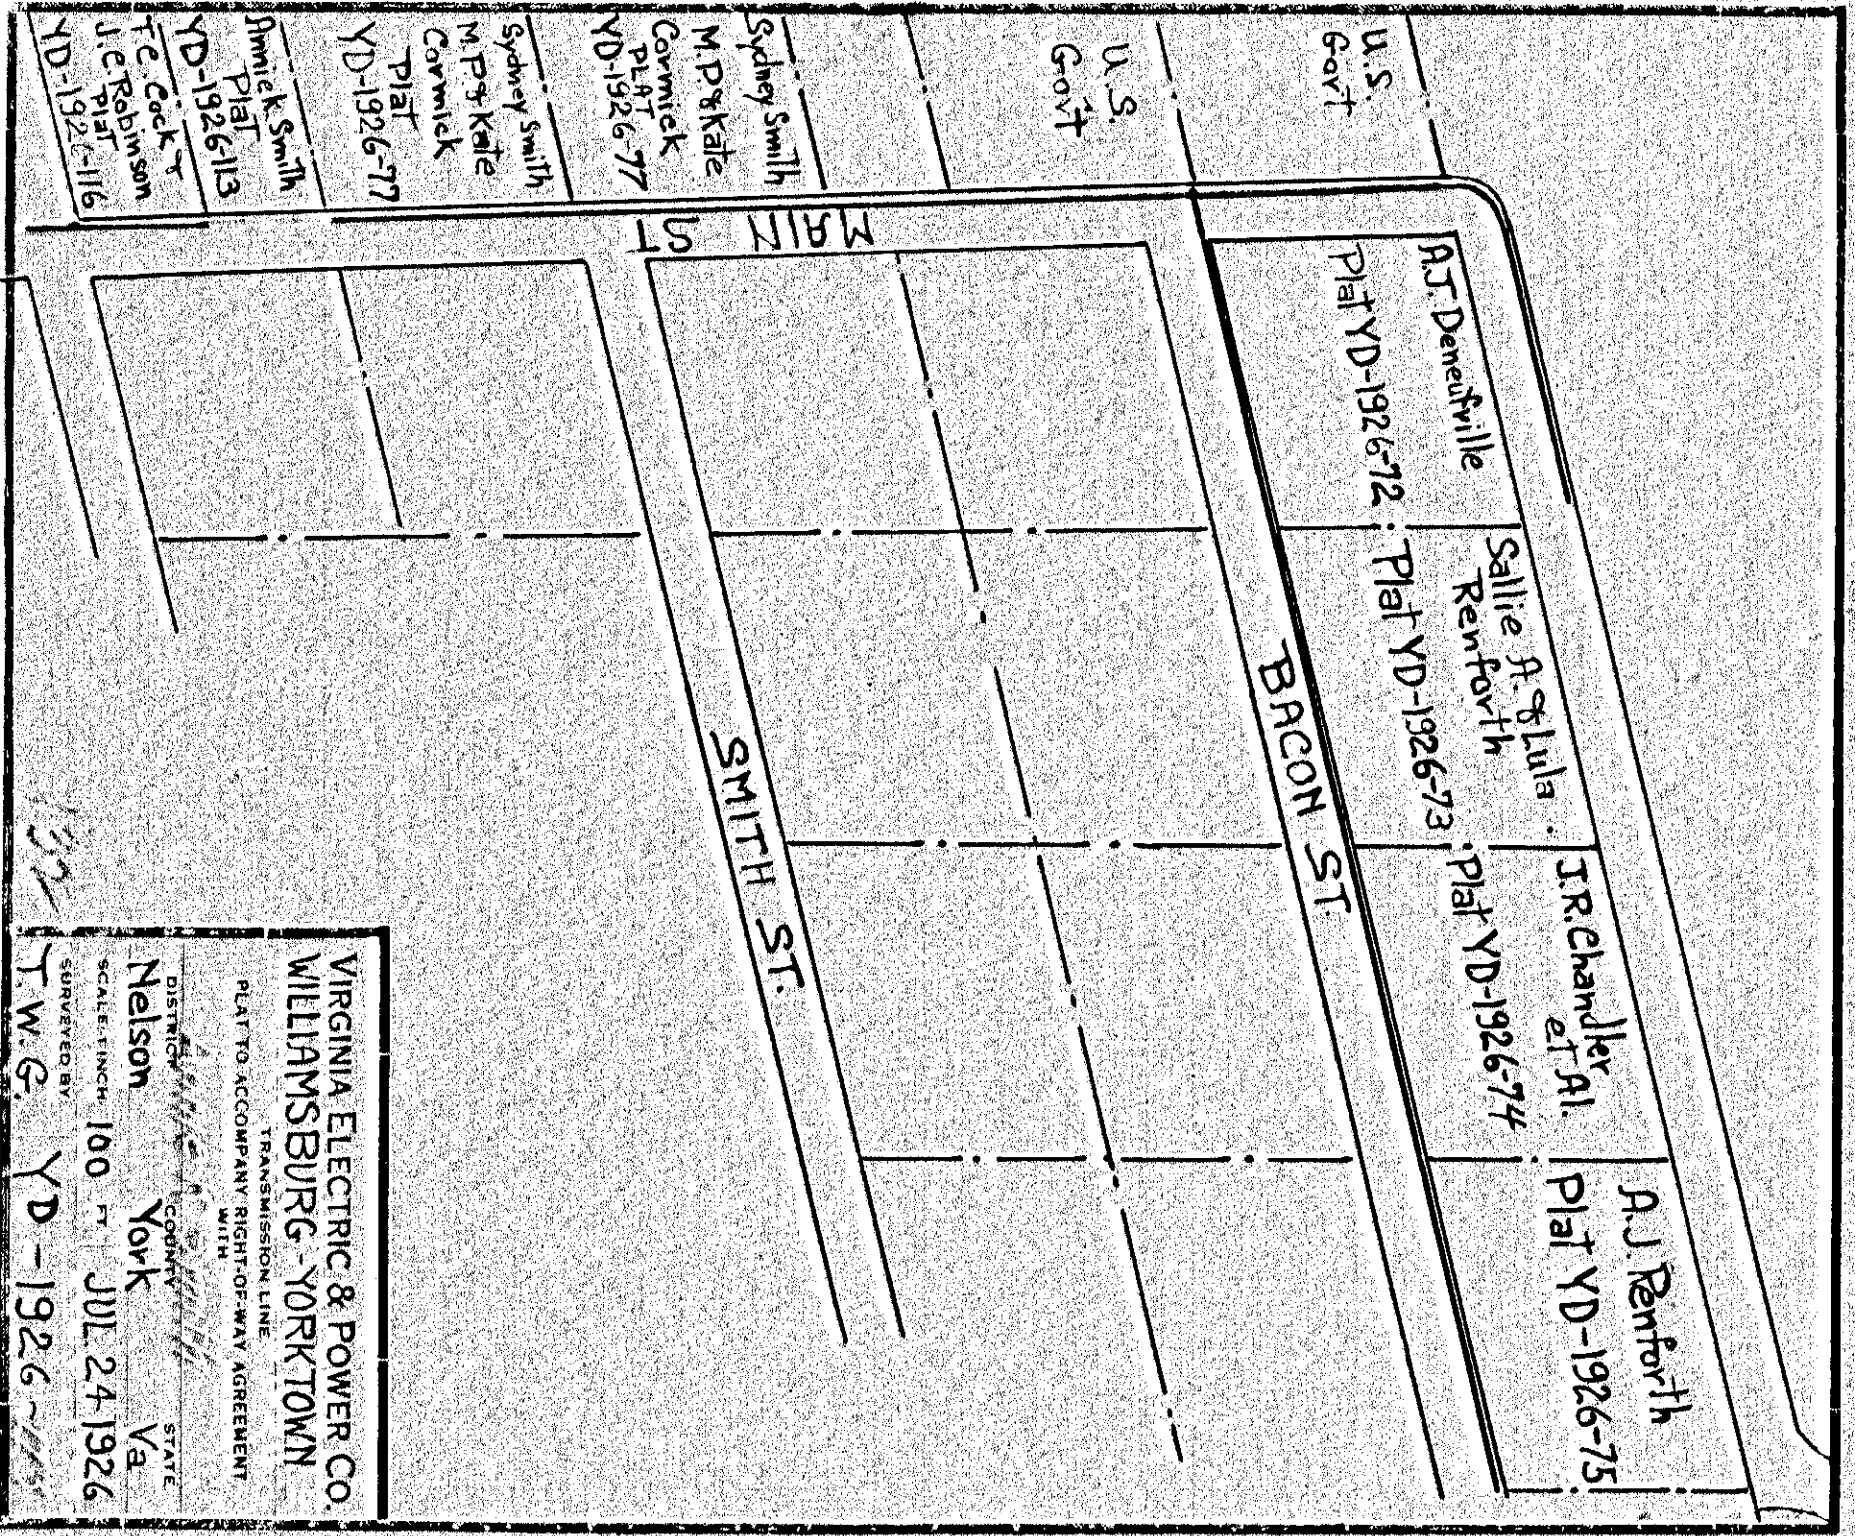 U.S.
Gov't
U.S.
Gov't
Sydney Smith
M.P. & Kate
Cormick
PLAT
YD-1926-77
Sydney Smith
M.P & Kate
Cormick
Plat
YD-1926-77
Annick Smith
Plat
YD-1926113
T.C. Cock &
J.C. Robinson
Plat
YD-1926-116
MAIN ST
A.J. Deneufville
Plat YD-1926-72
Sallie A. & Lula
Renforth
Plat YD-1926-73
J.R. Chandler
et Al.
Plat YD-1926-74
A.J. Renforth
Plat YD-1926-75
BACON ST.
SMITH ST.
VIRGINIA ELECTRIC & POWER CO.
WILLIAMSBURG-YORKTOWN
TRANSMISSION LINE
PLAT TO ACCOMPANY RIGHT-OF-WAY AGREEMENT
WITH
DISTRICT COUNTY STATE
Nelson York Va
SCALE-1 INCH 100 FT JUL 24 1926
SURVEYED BY
T.W.G. YD-1926-